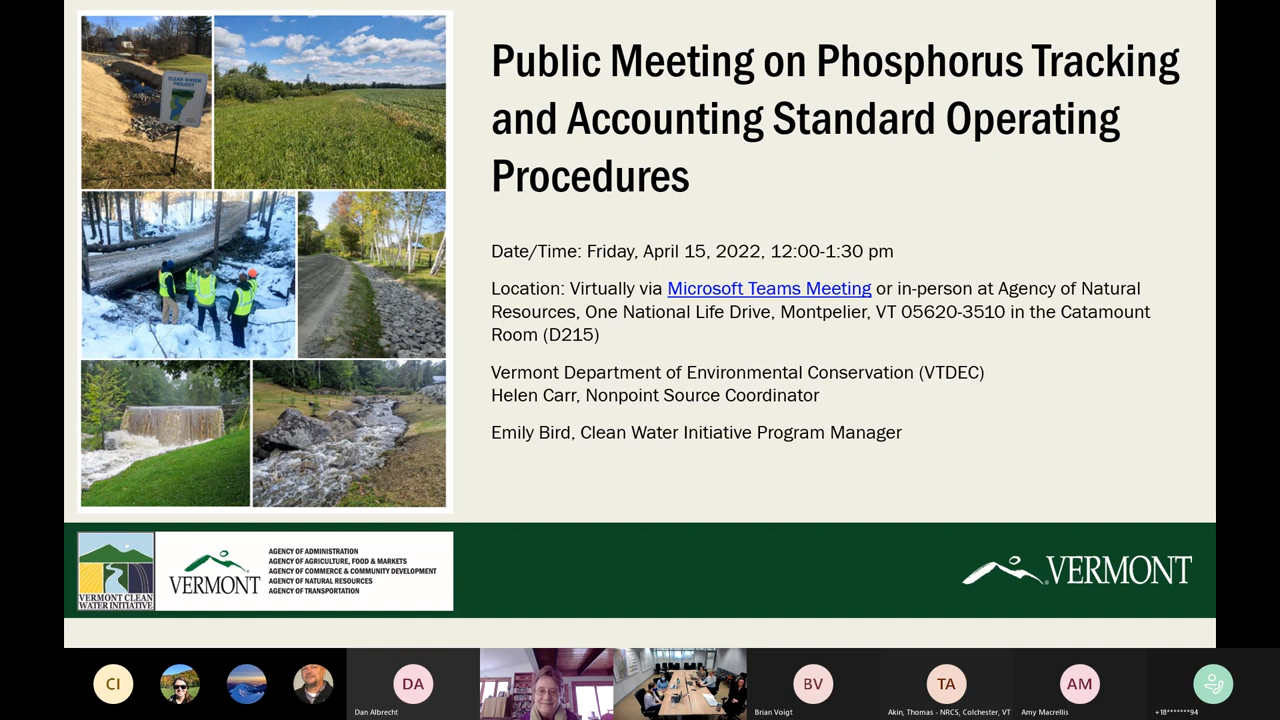 Public Meeting on Phosphorus Tracking
and Accounting Standard Operating
Procedures
Date/Time: Friday, April 15, 2022, 12:00-1:30 pm
Location: Virtually via Microsoft Teams Meeting or in-person at Agency of Natural
Resources, One National Life Drive, Montpelier, VT 05620-3510 in the Catamount
Room (D215)
Vermont Department of Environmental Conservation (VTDEC)
Helen Carr, Nonpoint Source Coordinator
Emily Bird, Clean Water Initiative Program Manager
CLEAN WATER
PROJECT
VERMONT CLEAN
WATER INITIATIVE
VERMONT
AGENCY OF ADMINISTRATION
AGENCY OF AGRICULTURE, FOOD & MARKETS
AGENCY OF COMMERCE & COMMUNITY DEVELOPMENT
AGENCY OF NATURAL RESOURCES
AGENCY OF TRANSPORTATION
VERMONT
CI
DA
Dan Albrecht
BV
Brian Voigt
TA
Akin, Thomas - NRCS, Colchester, VT
AM
Amy Macrellis
+18*******94